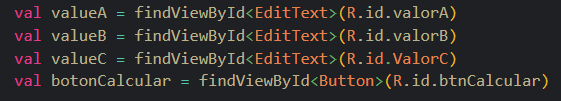 val valueA = findViewById<EditText>(R.id.valorA)
val valueB = findViewById<EditText>(R.id.valorB)
val valueC = findViewById<EditText>(R.id.ValorC)
val botonCalcular = findViewById<Button>(R.id.btnCalcular)